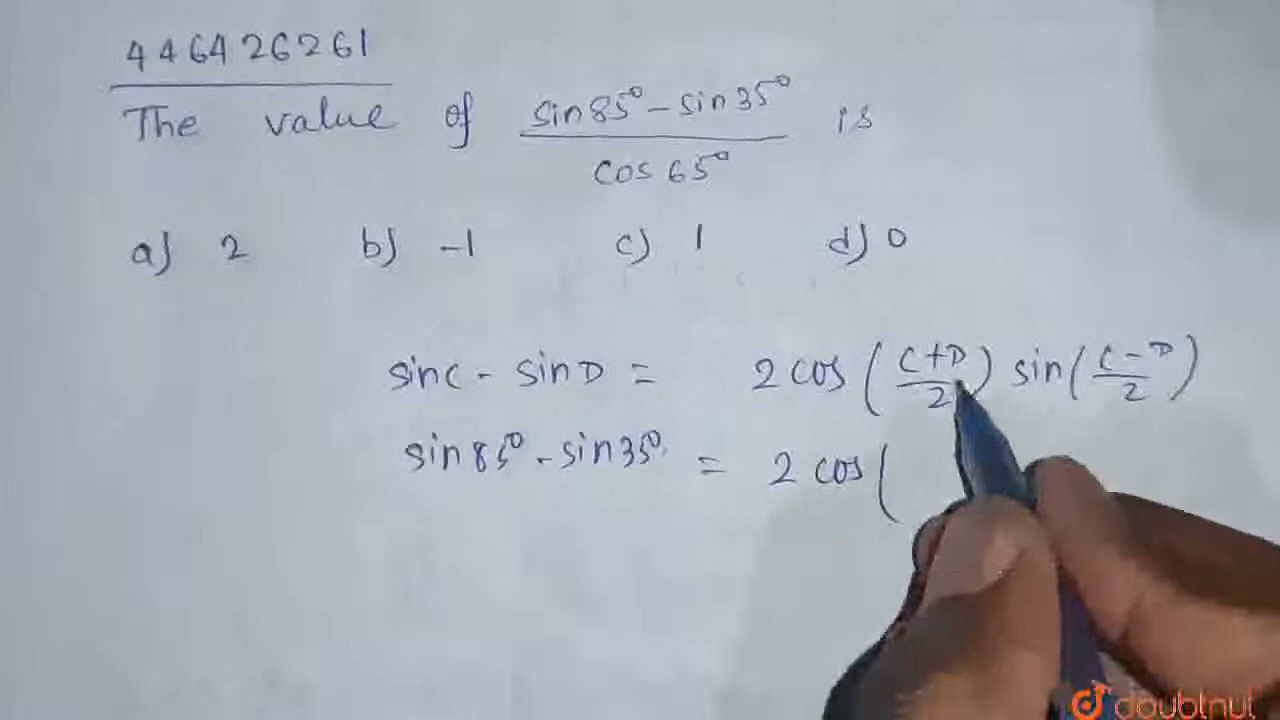 446426261
The value of sin85° - sin35° / cos65° is
a) 2 b) -1 c) 1 d) 0
sinC - sinD = 2cos(C+D/2) sin(C-D/2)
sin85° - sin35° = 2cos(
doubtnut